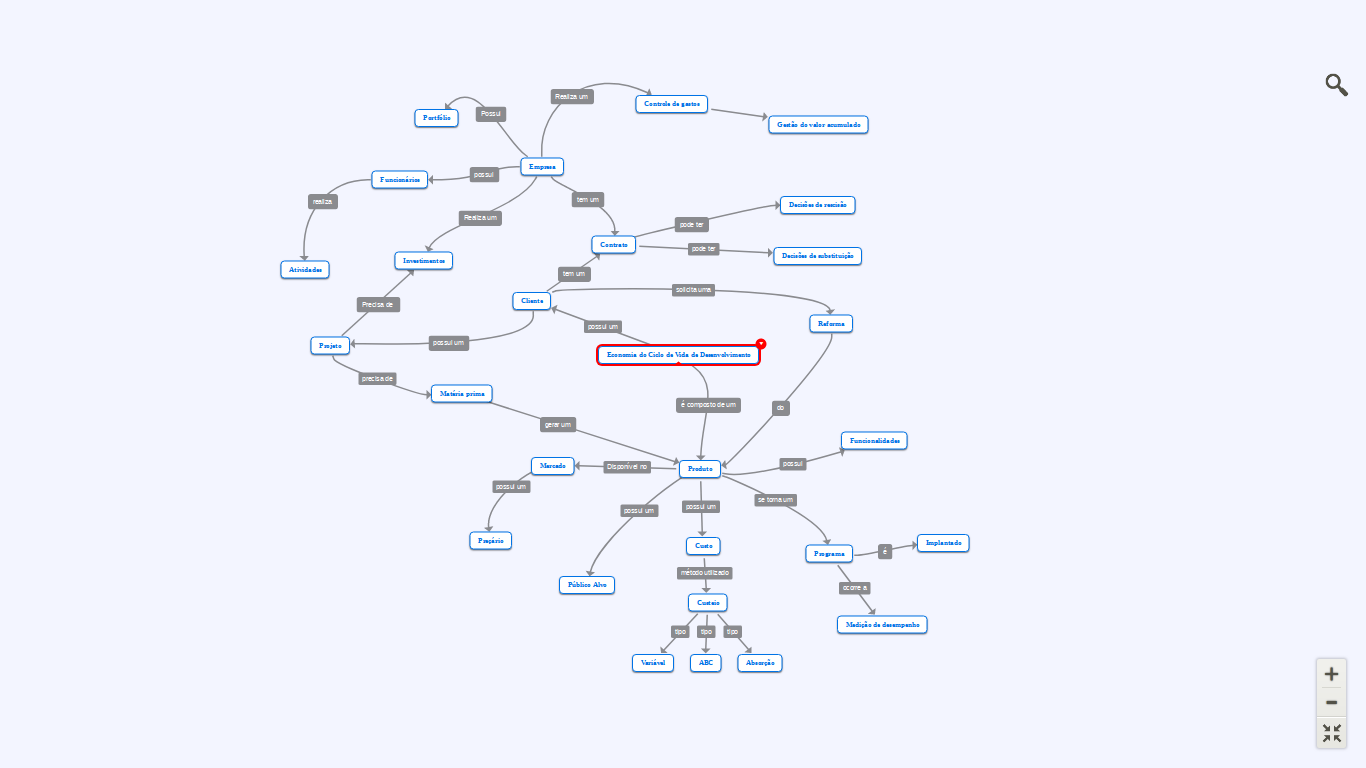 Realiza um
Controle de gastos
Portfólio
Possui
Gestão do valor acumulado
Empresa
possui
Funcionários
realiza
tem um
Decisões de rescisão
Realiza um
pode ter
Contrato
pode ter
Decisões de substituição
Investimentos
Atividades
tem um
solicita uma
Cliente
Precisa de
Reforma
possui um
possui um
Projeto
Economia do Ciclo de Vida de Desenvolvimento
precisa de
Matéria prima
é composto de um
do
gerar um
Funcionalidades
Mercado
Disponível no
Produto
possui
possui um
se torna um
possui um
possui um
Preçário
Custo
Programa
é
Implantado
método utilizado
Público Alvo
ocorre a
Custeio
Medição de desempenho
tipo
tipo
tipo
Variável
ABC
Absorção